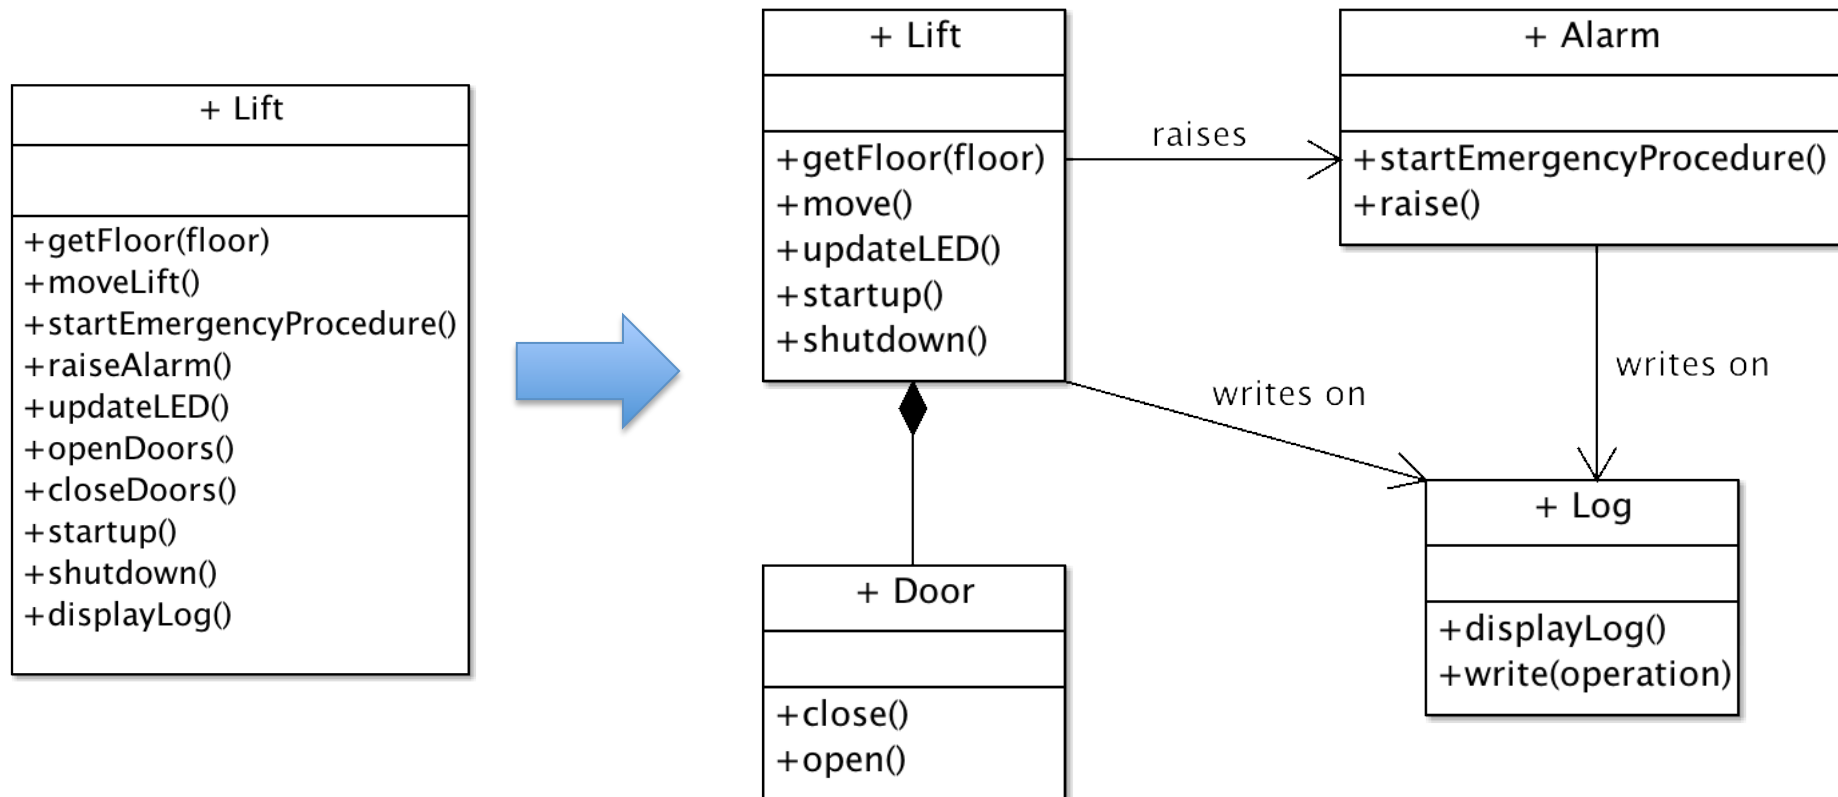 + Lift
+getFloor(floor)
+moveLift()
+startEmergencyProcedure()
+raiseAlarm()
+updateLED()
+openDoors()
+closeDoors()
+startup()
+shutdown()
+displayLog()
+ Lift
+getFloor(floor)
+move()
+updateLED()
+startup()
+shutdown()
raises
+ Alarm
+startEmergencyProcedure()
+raise()
writes on
writes on
+ Door
+close()
+open()
+ Log
+displayLog()
+write(operation)